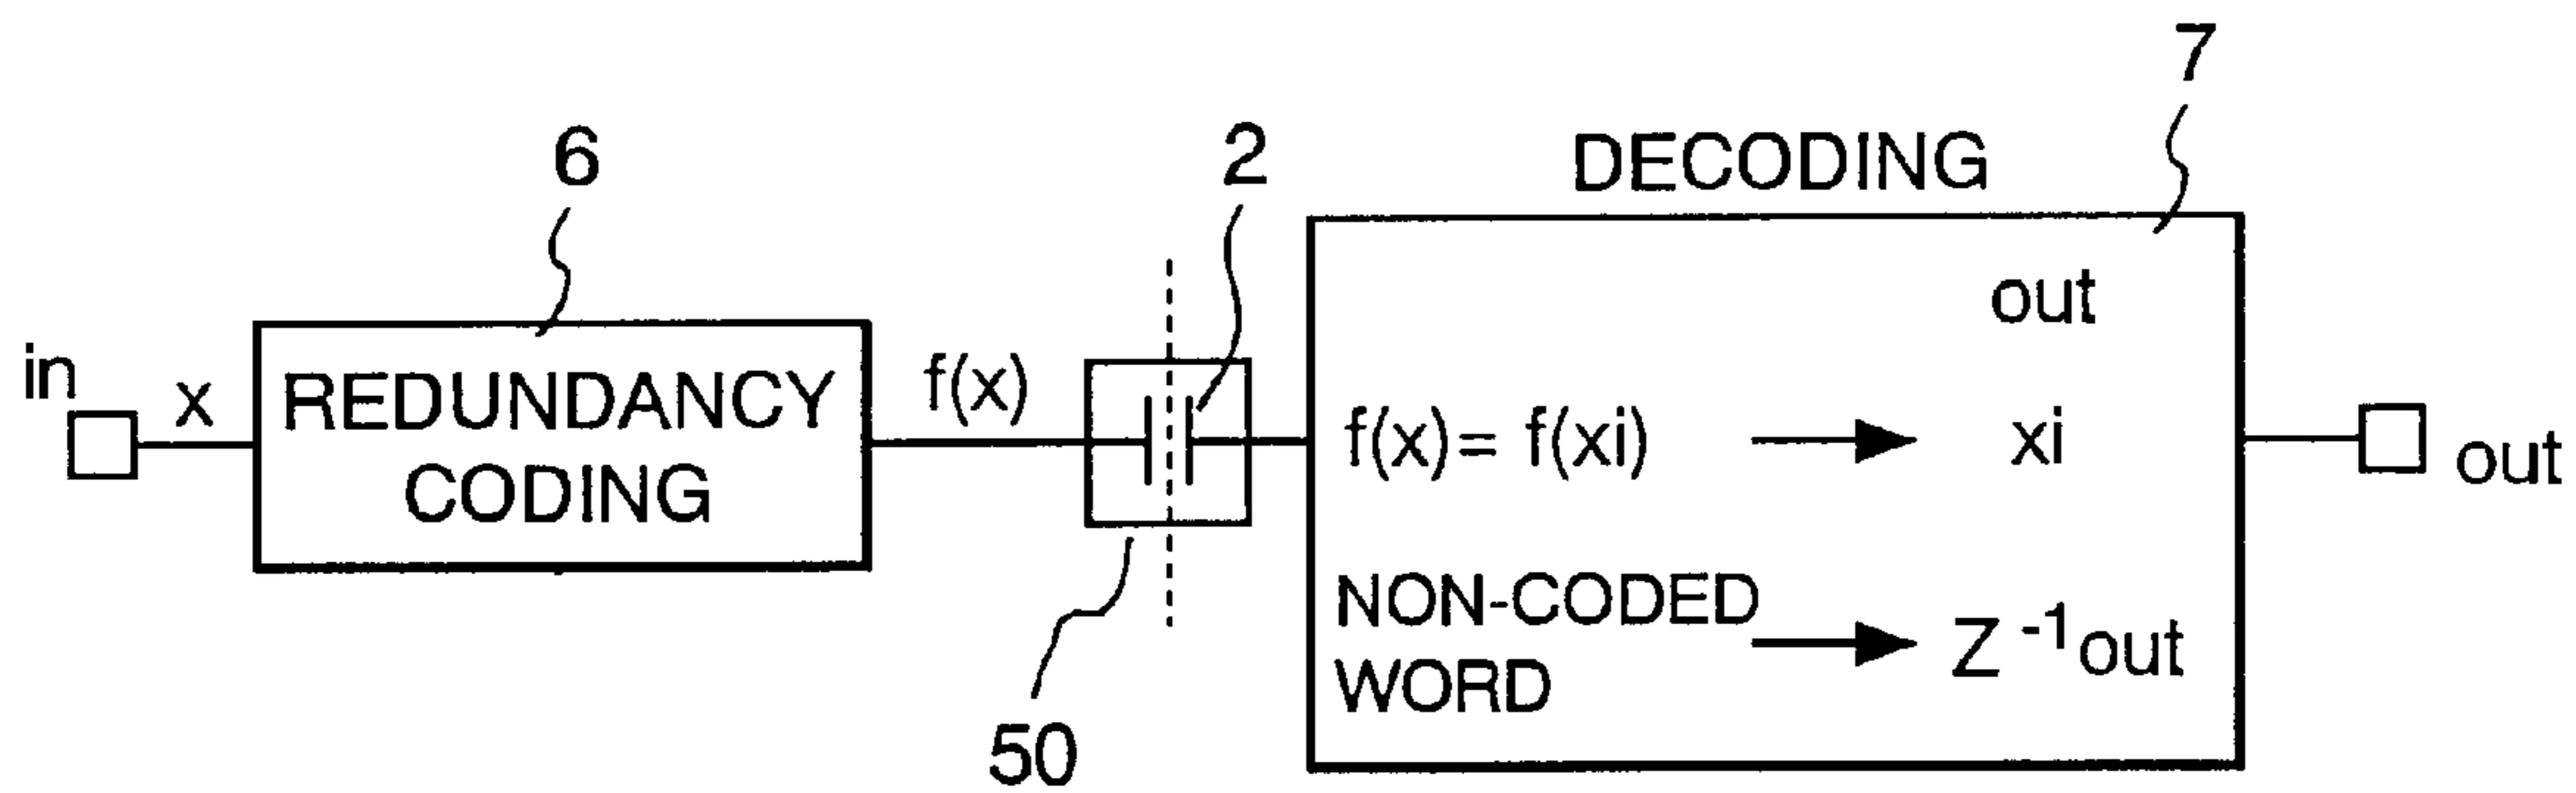 7
6
2
DECODING
out
in
x
REDUNDANCY
CODING
f(x)
f(x)= f(xi)
xi
out
NON-CODED
WORD
Z -1out
50